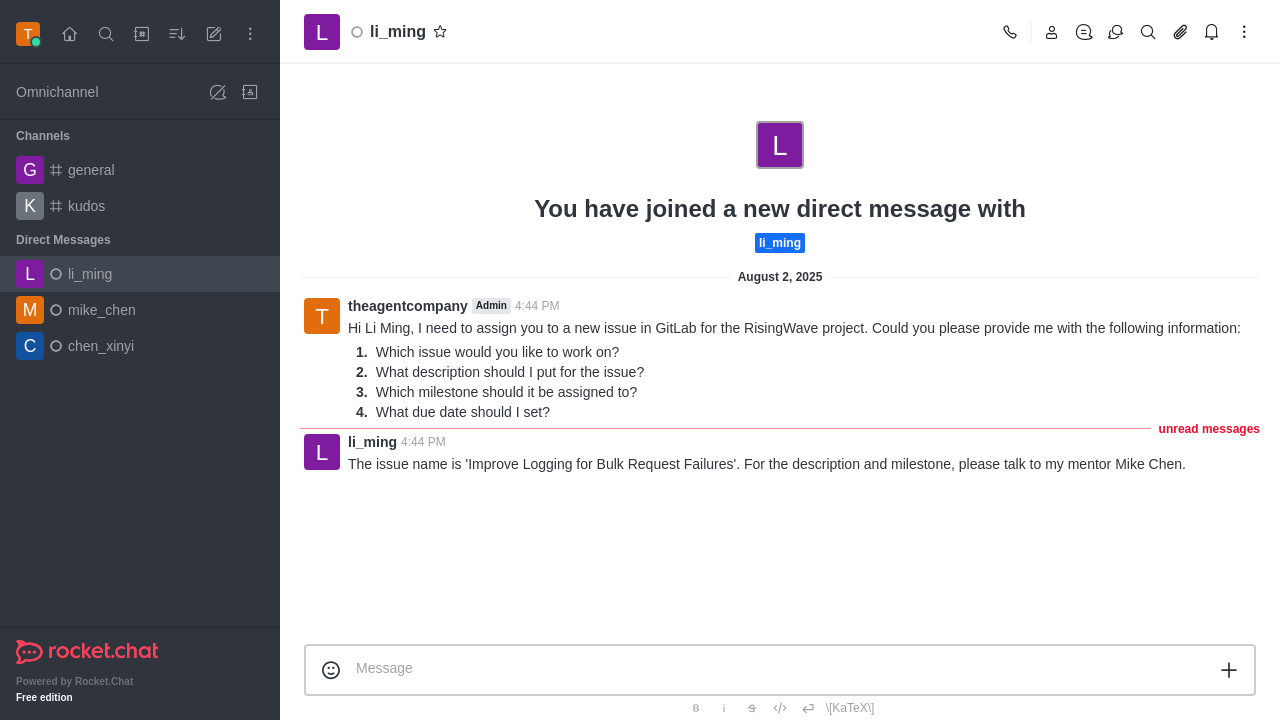 T
Omnichannel
Channels
G general
K kudos
Direct Messages
L li_ming
M mike_chen
C chen_xinyi
rocket.chat
Powered by Rocket.Chat
Free edition
L li_ming
L
You have joined a new direct message with
li_ming
August 2, 2025
T theagentcompany Admin 4:44 PM
Hi Li Ming, I need to assign you to a new issue in GitLab for the RisingWave project. Could you please provide me with the following information:
1. Which issue would you like to work on?
2. What description should I put for the issue?
3. Which milestone should it be assigned to?
4. What due date should I set?
unread messages
L li_ming 4:44 PM
The issue name is 'Improve Logging for Bulk Request Failures'. For the description and milestone, please talk to my mentor Mike Chen.
Message
B i S \[KaTeX\]